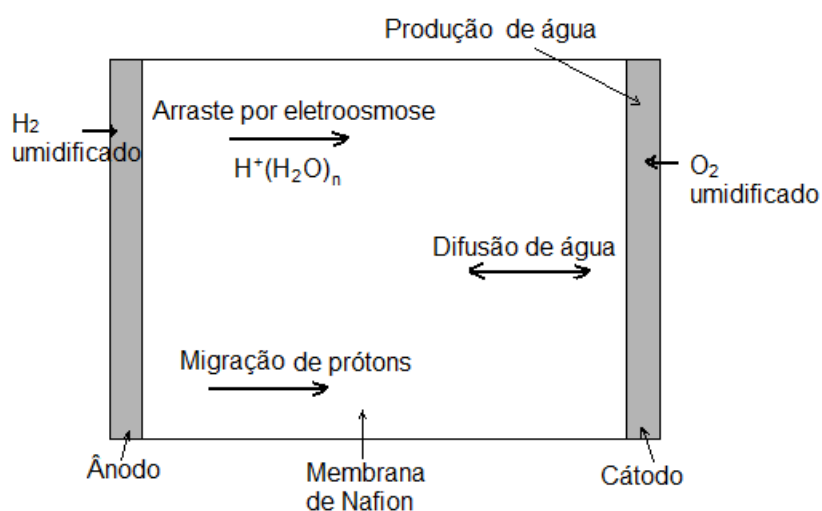 Produção de água
Arraste por eletroosmose
H₂
umidificado
H⁺(H₂O)ₙ
O₂
umidificado
Difusão de água
Migração de prótons
Ânodo
Membrana
de Nafion
Cátodo